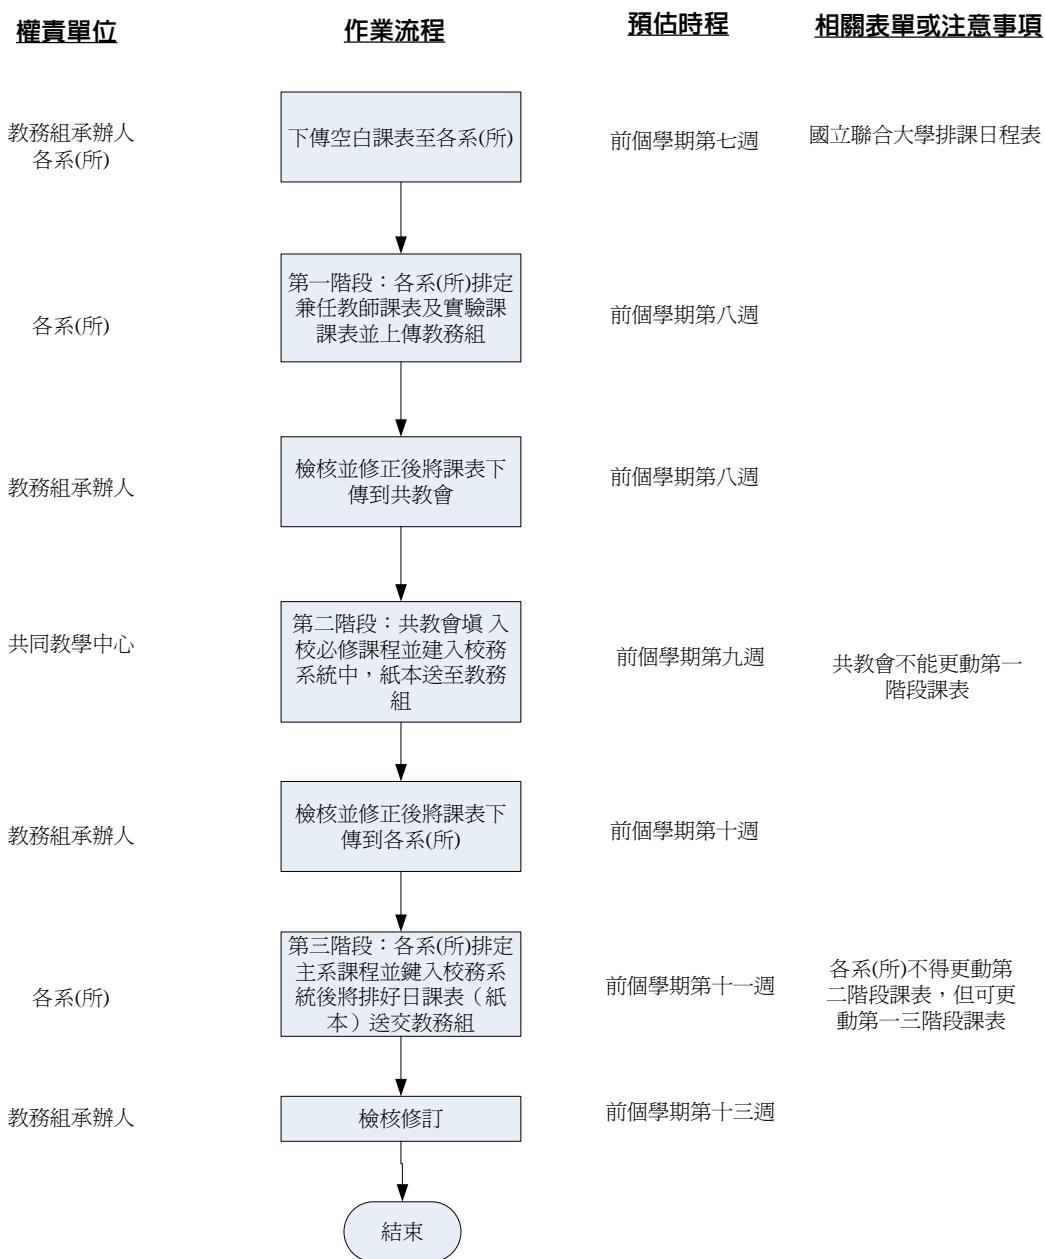 權責單位
作業流程
預估時程
相關表單或注意事項
教務組承辦人
各系(所)
下傳空白課表至各系(所)
前個學期第七週
國立聯合大學排課日程表
各系(所)
第一階段：各系(所)排定
兼任教師課表及實驗課
課表並上傳教務組
前個學期第八週
教務組承辦人
檢核並修正後將課表下
傳到共教會
前個學期第八週
共同教學中心
第二階段：共教會填 入
校必修課程並建入校務
系統中，紙本送至教務
組
前個學期第九週
共教會不能更動第一
階段課表
教務組承辦人
檢核並修正後將課表下
傳到各系(所)
前個學期第十週
各系(所)
第三階段：各系(所)排定
主系課程並鍵入校務系
統後將排好日課表（紙
本）送交教務組
前個學期第十一週
各系(所)不得更動第
二階段課表，但可更
動第一三階段課表
教務組承辦人
檢核修訂
前個學期第十三週
結束